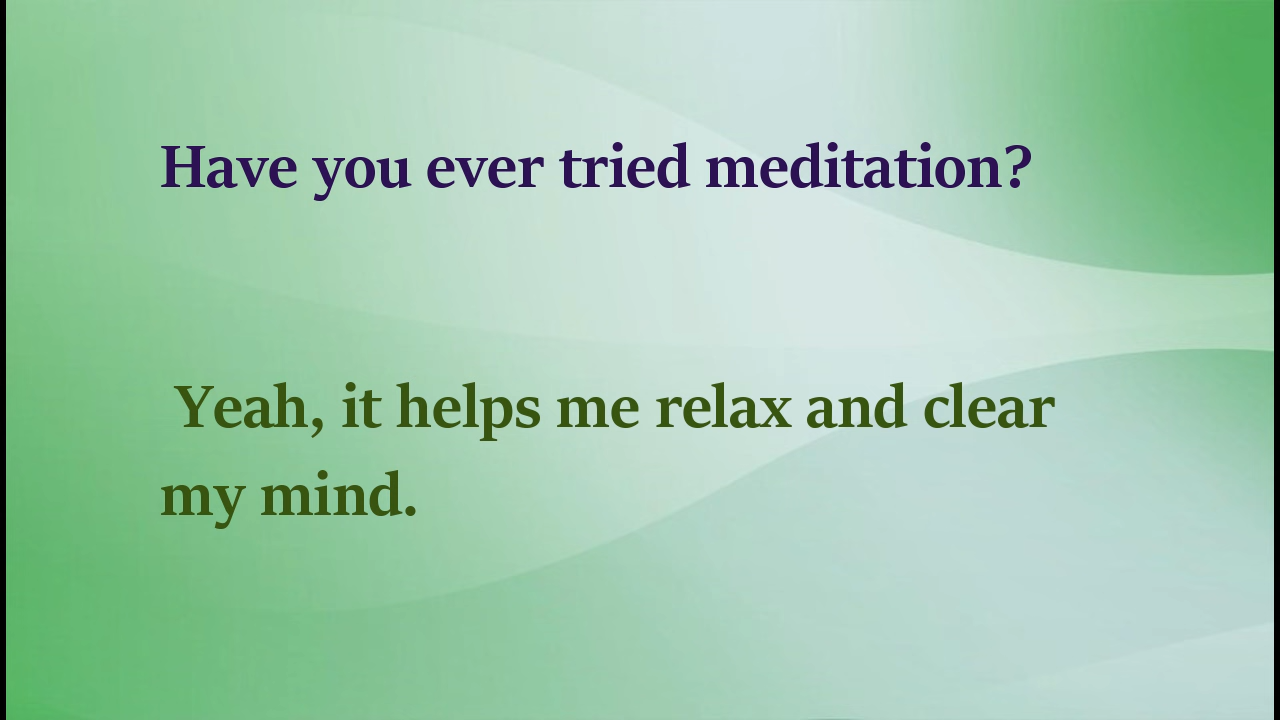 Have you ever tried meditation?
Yeah, it helps me relax and clear
my mind.